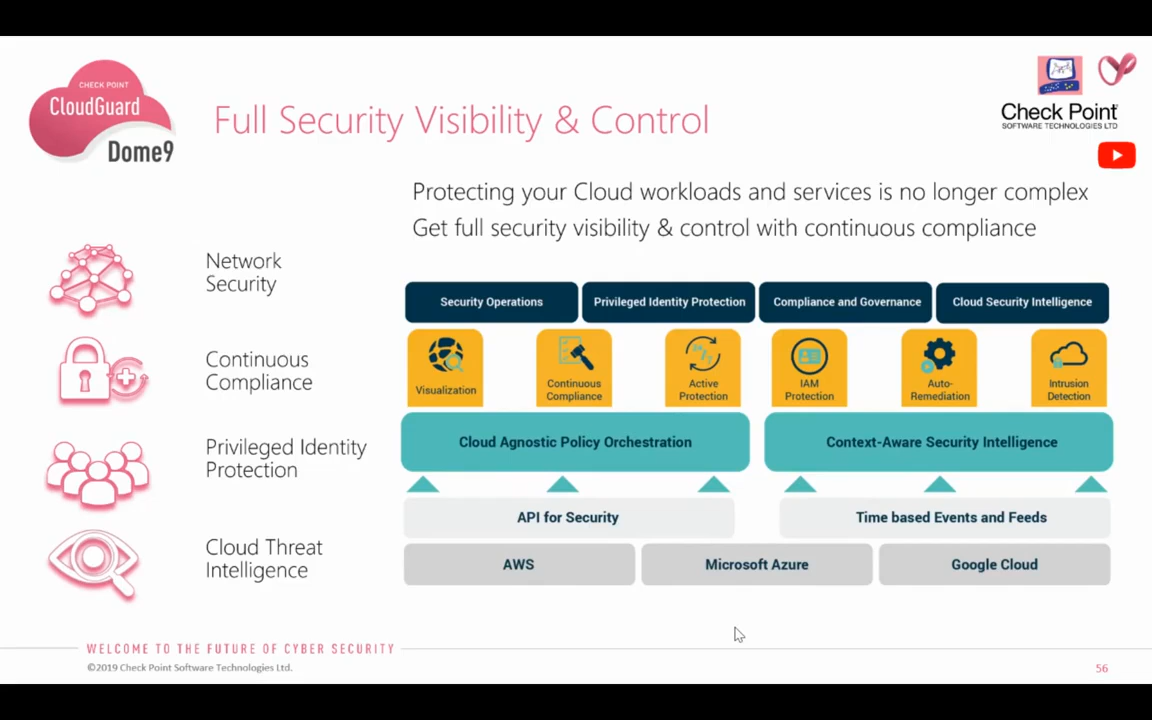 CHECK POINT
CloudGuard
Dome9
Full Security Visibility & Control
Check Point
SOFTWARE TECHNOLOGIES LTD
Protecting your Cloud workloads and services is no longer complex
Get full security visibility & control with continuous compliance
Network
Security
Continuous
Compliance
Privileged Identity
Protection
Cloud Threat
Intelligence
Security Operations
Privileged Identity Protection
Compliance and Governance
Cloud Security Intelligence
Visualization
Continuous
Compliance
Active
Protection
IAM
Protection
Auto-
Remediation
Intrusion
Detection
Cloud Agnostic Policy Orchestration
Context-Aware Security Intelligence
API for Security
Time based Events and Feeds
AWS
Microsoft Azure
Google Cloud
WELCOME TO THE FUTURE OF CYBER SECURITY
©2019 Check Point Software Technologies Ltd.
56